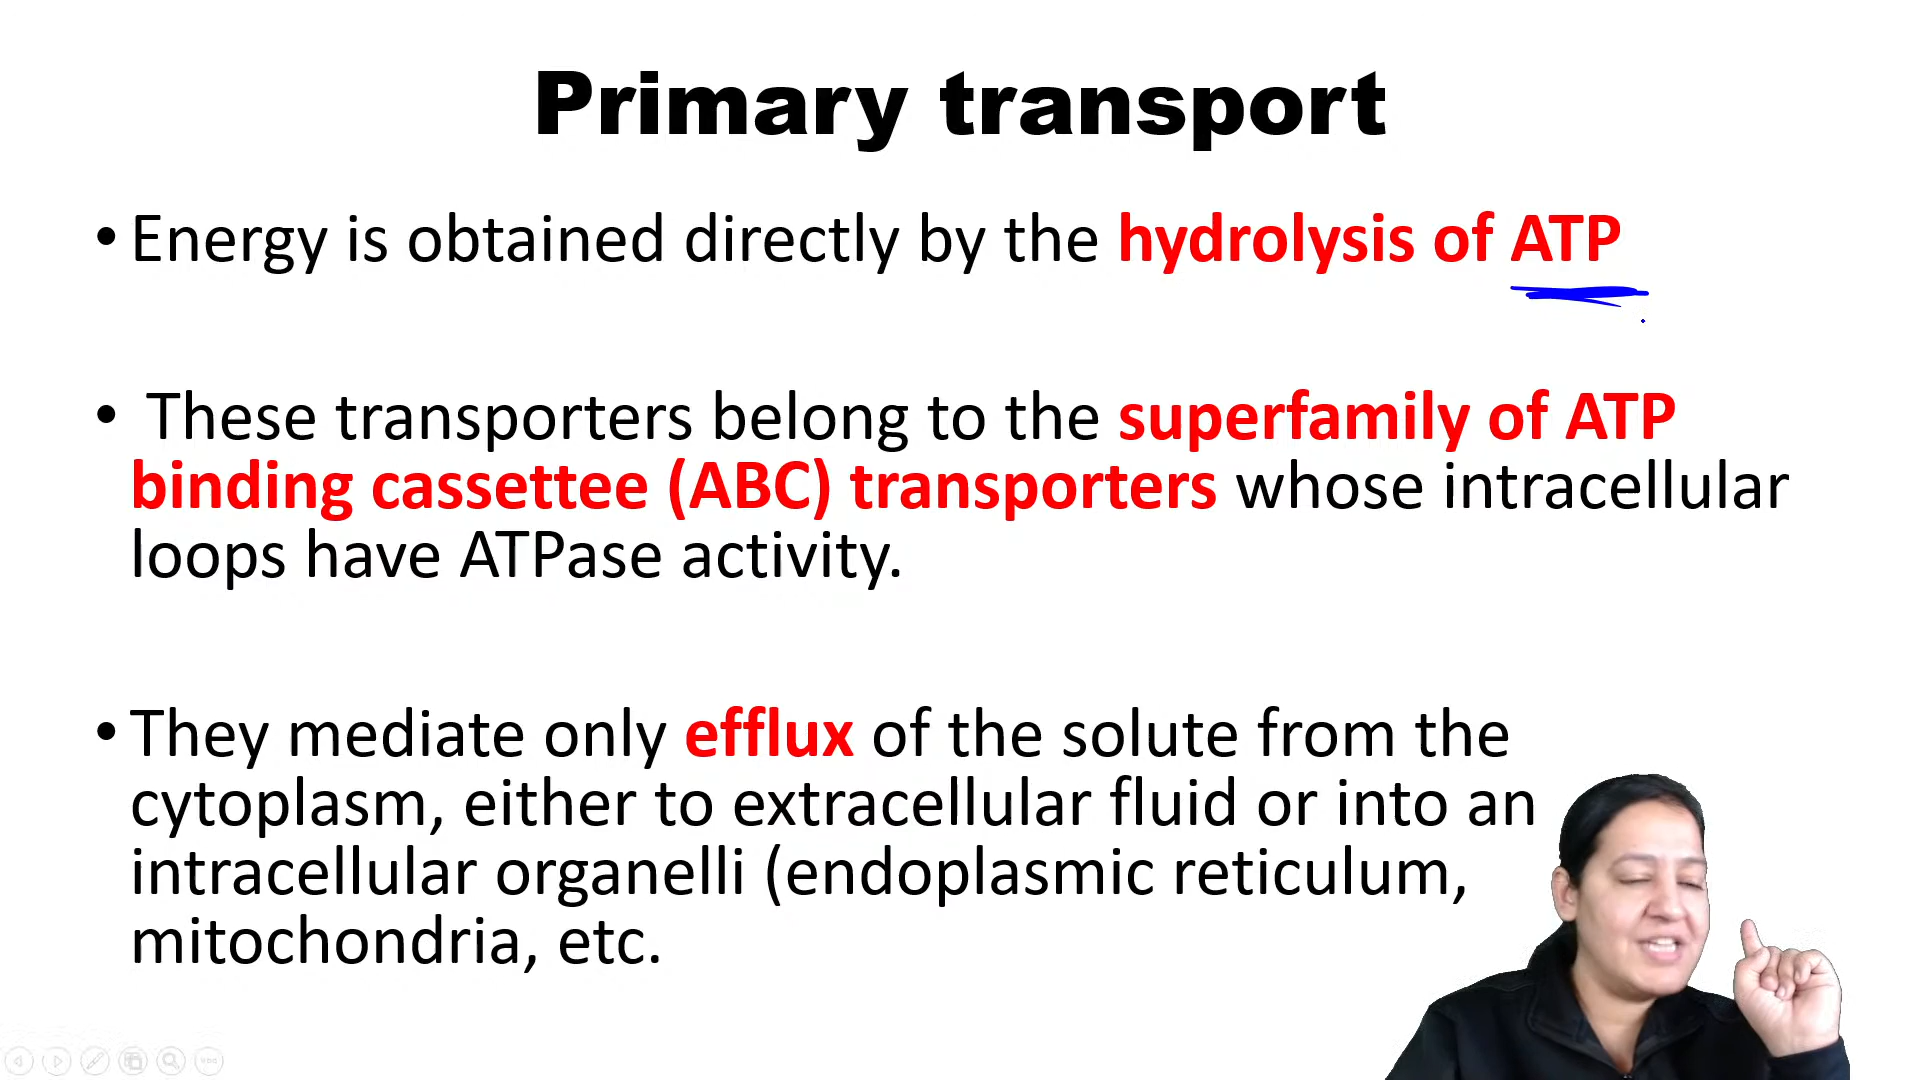 Primary transport
• Energy is obtained directly by the hydrolysis of ATP
• These transporters belong to the superfamily of ATP
binding cassettee (ABC) transporters whose intracellular
loops have ATPase activity.
• They mediate only efflux of the solute from the
cytoplasm, either to extracellular fluid or into an
intracellular organelli (endoplasmic reticulum,
mitochondria, etc.